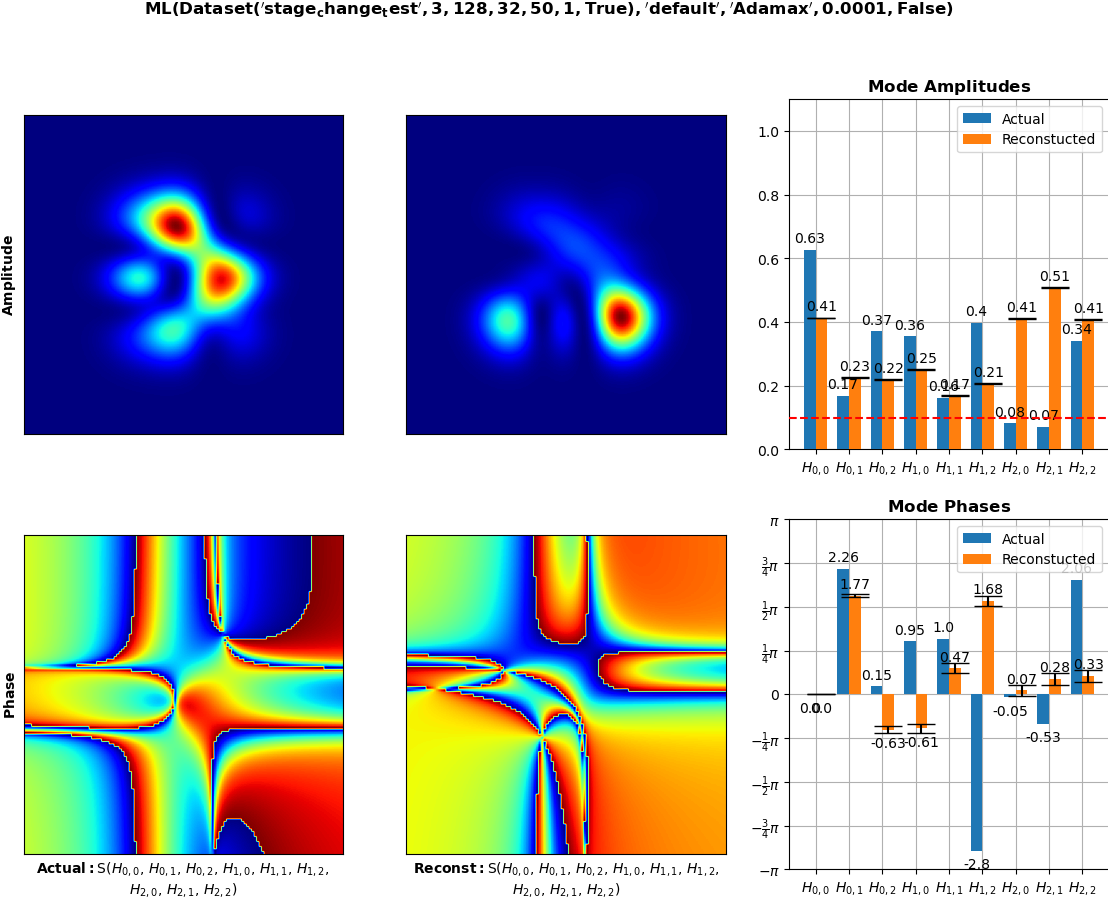 ML(Dataset('stage_change_test', 3, 128, 32, 50, 1, True), 'default', 'Adamax', 0.0001, False)
Amplitude
Mode Amplitudes
Actual
Reconstucted
1.0
0.8
0.6
0.4
0.2
0.0
0.63
0.17
0.37
0.36
0.16
0.4
0.08
0.07
0.34
0.41
0.23
0.22
0.25
0.17
0.21
0.41
0.51
0.41
H0,0 H0,1 H0,2 H1,0 H1,1 H1,2 H2,0 H2,1 H2,2
Phase
Actual: S(H0,0, H0,1, H0,2, H1,0, H1,1, H1,2,
H2,0, H2,1, H2,2)
Reconst: S(H0,0, H0,1, H0,2, H1,0, H1,1, H1,2,
H2,0, H2,1, H2,2)
Mode Phases
Actual
Reconstucted
π
3/4π
1/2π
1/4π
0
−1/4π
−1/2π
−3/4π
−π
0.0
2.26
0.15
0.95
1.0
-2.8
-0.05
-0.53
2.06
0.0
1.77
-0.63
-0.61
0.47
1.68
0.07
0.28
0.33
H0,0 H0,1 H0,2 H1,0 H1,1 H1,2 H2,0 H2,1 H2,2